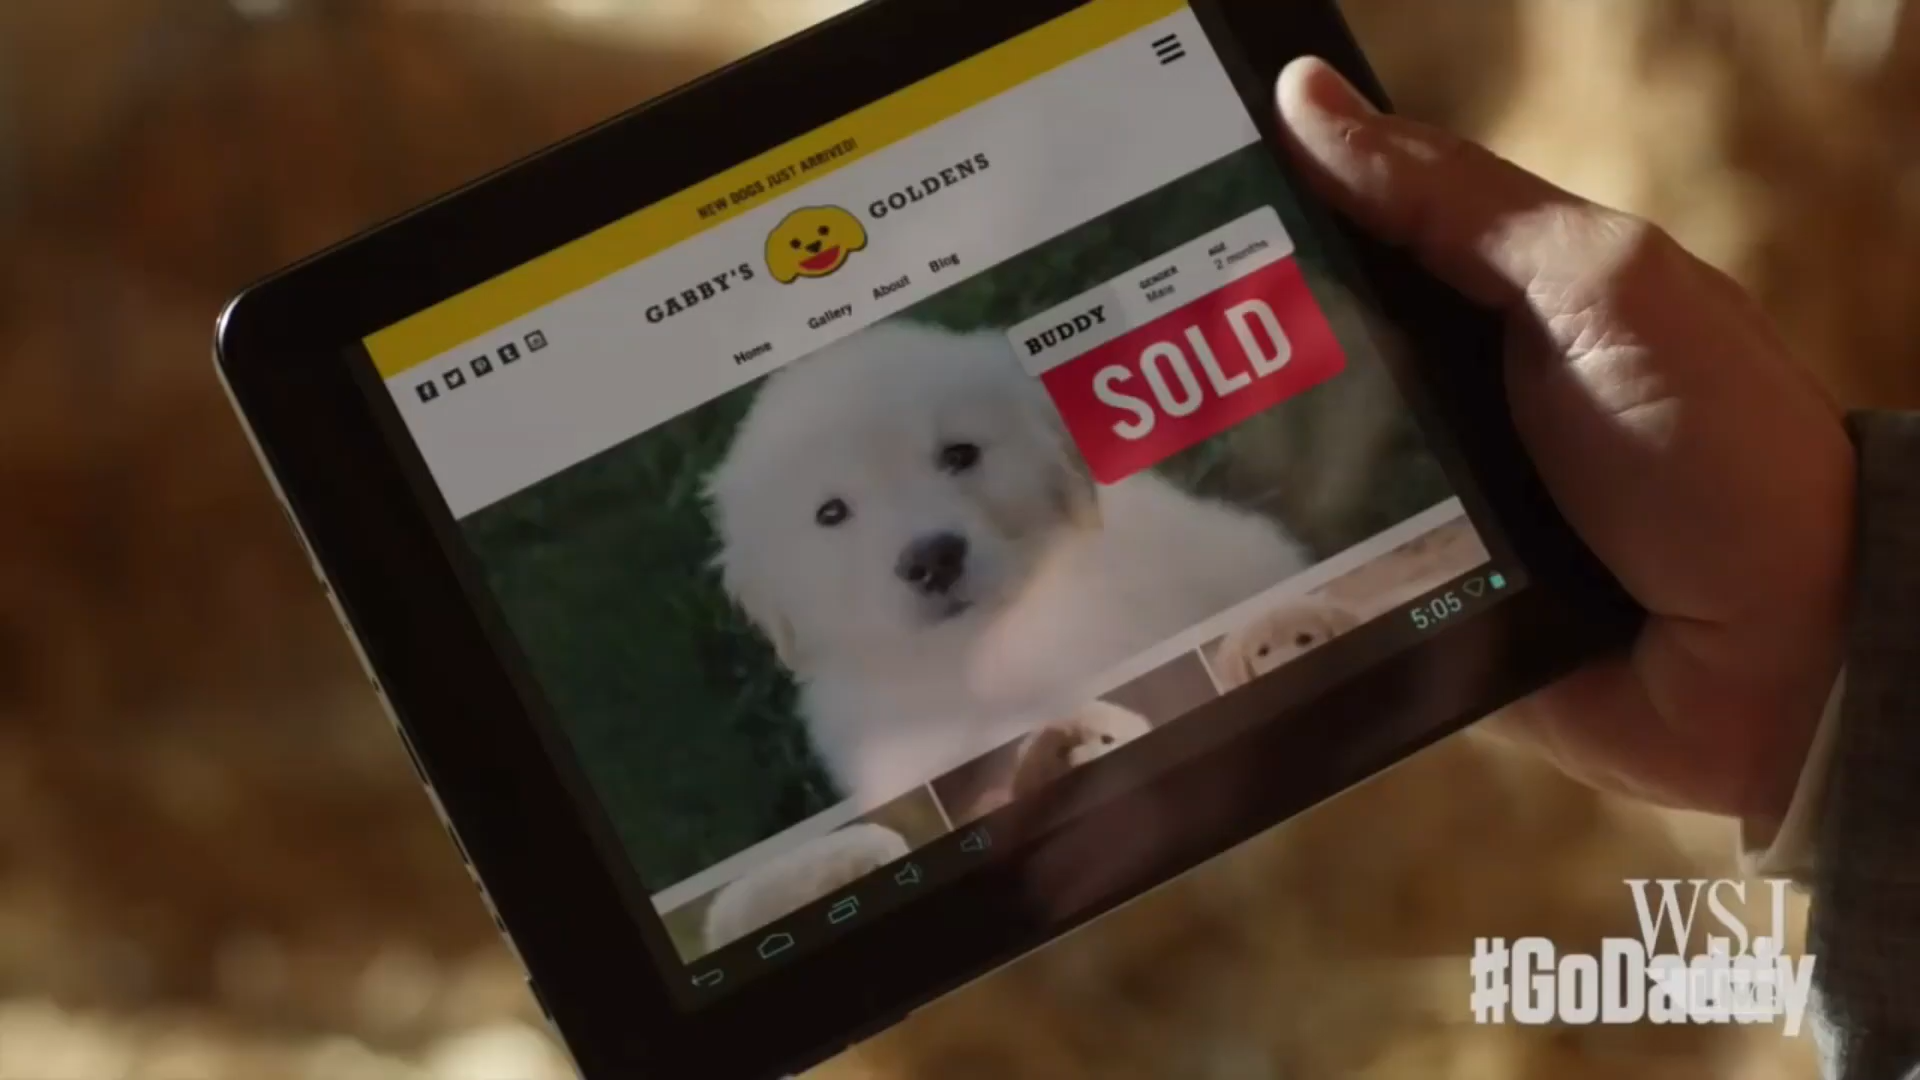 NEW DOGS JUST ARRIVED!
GABBY'S GOLDENS
Home Gallery About Blog
BUDDY GENDER Male AGE 2 months
SOLD
5:05
WSJ
LIVE
#GoDaddy